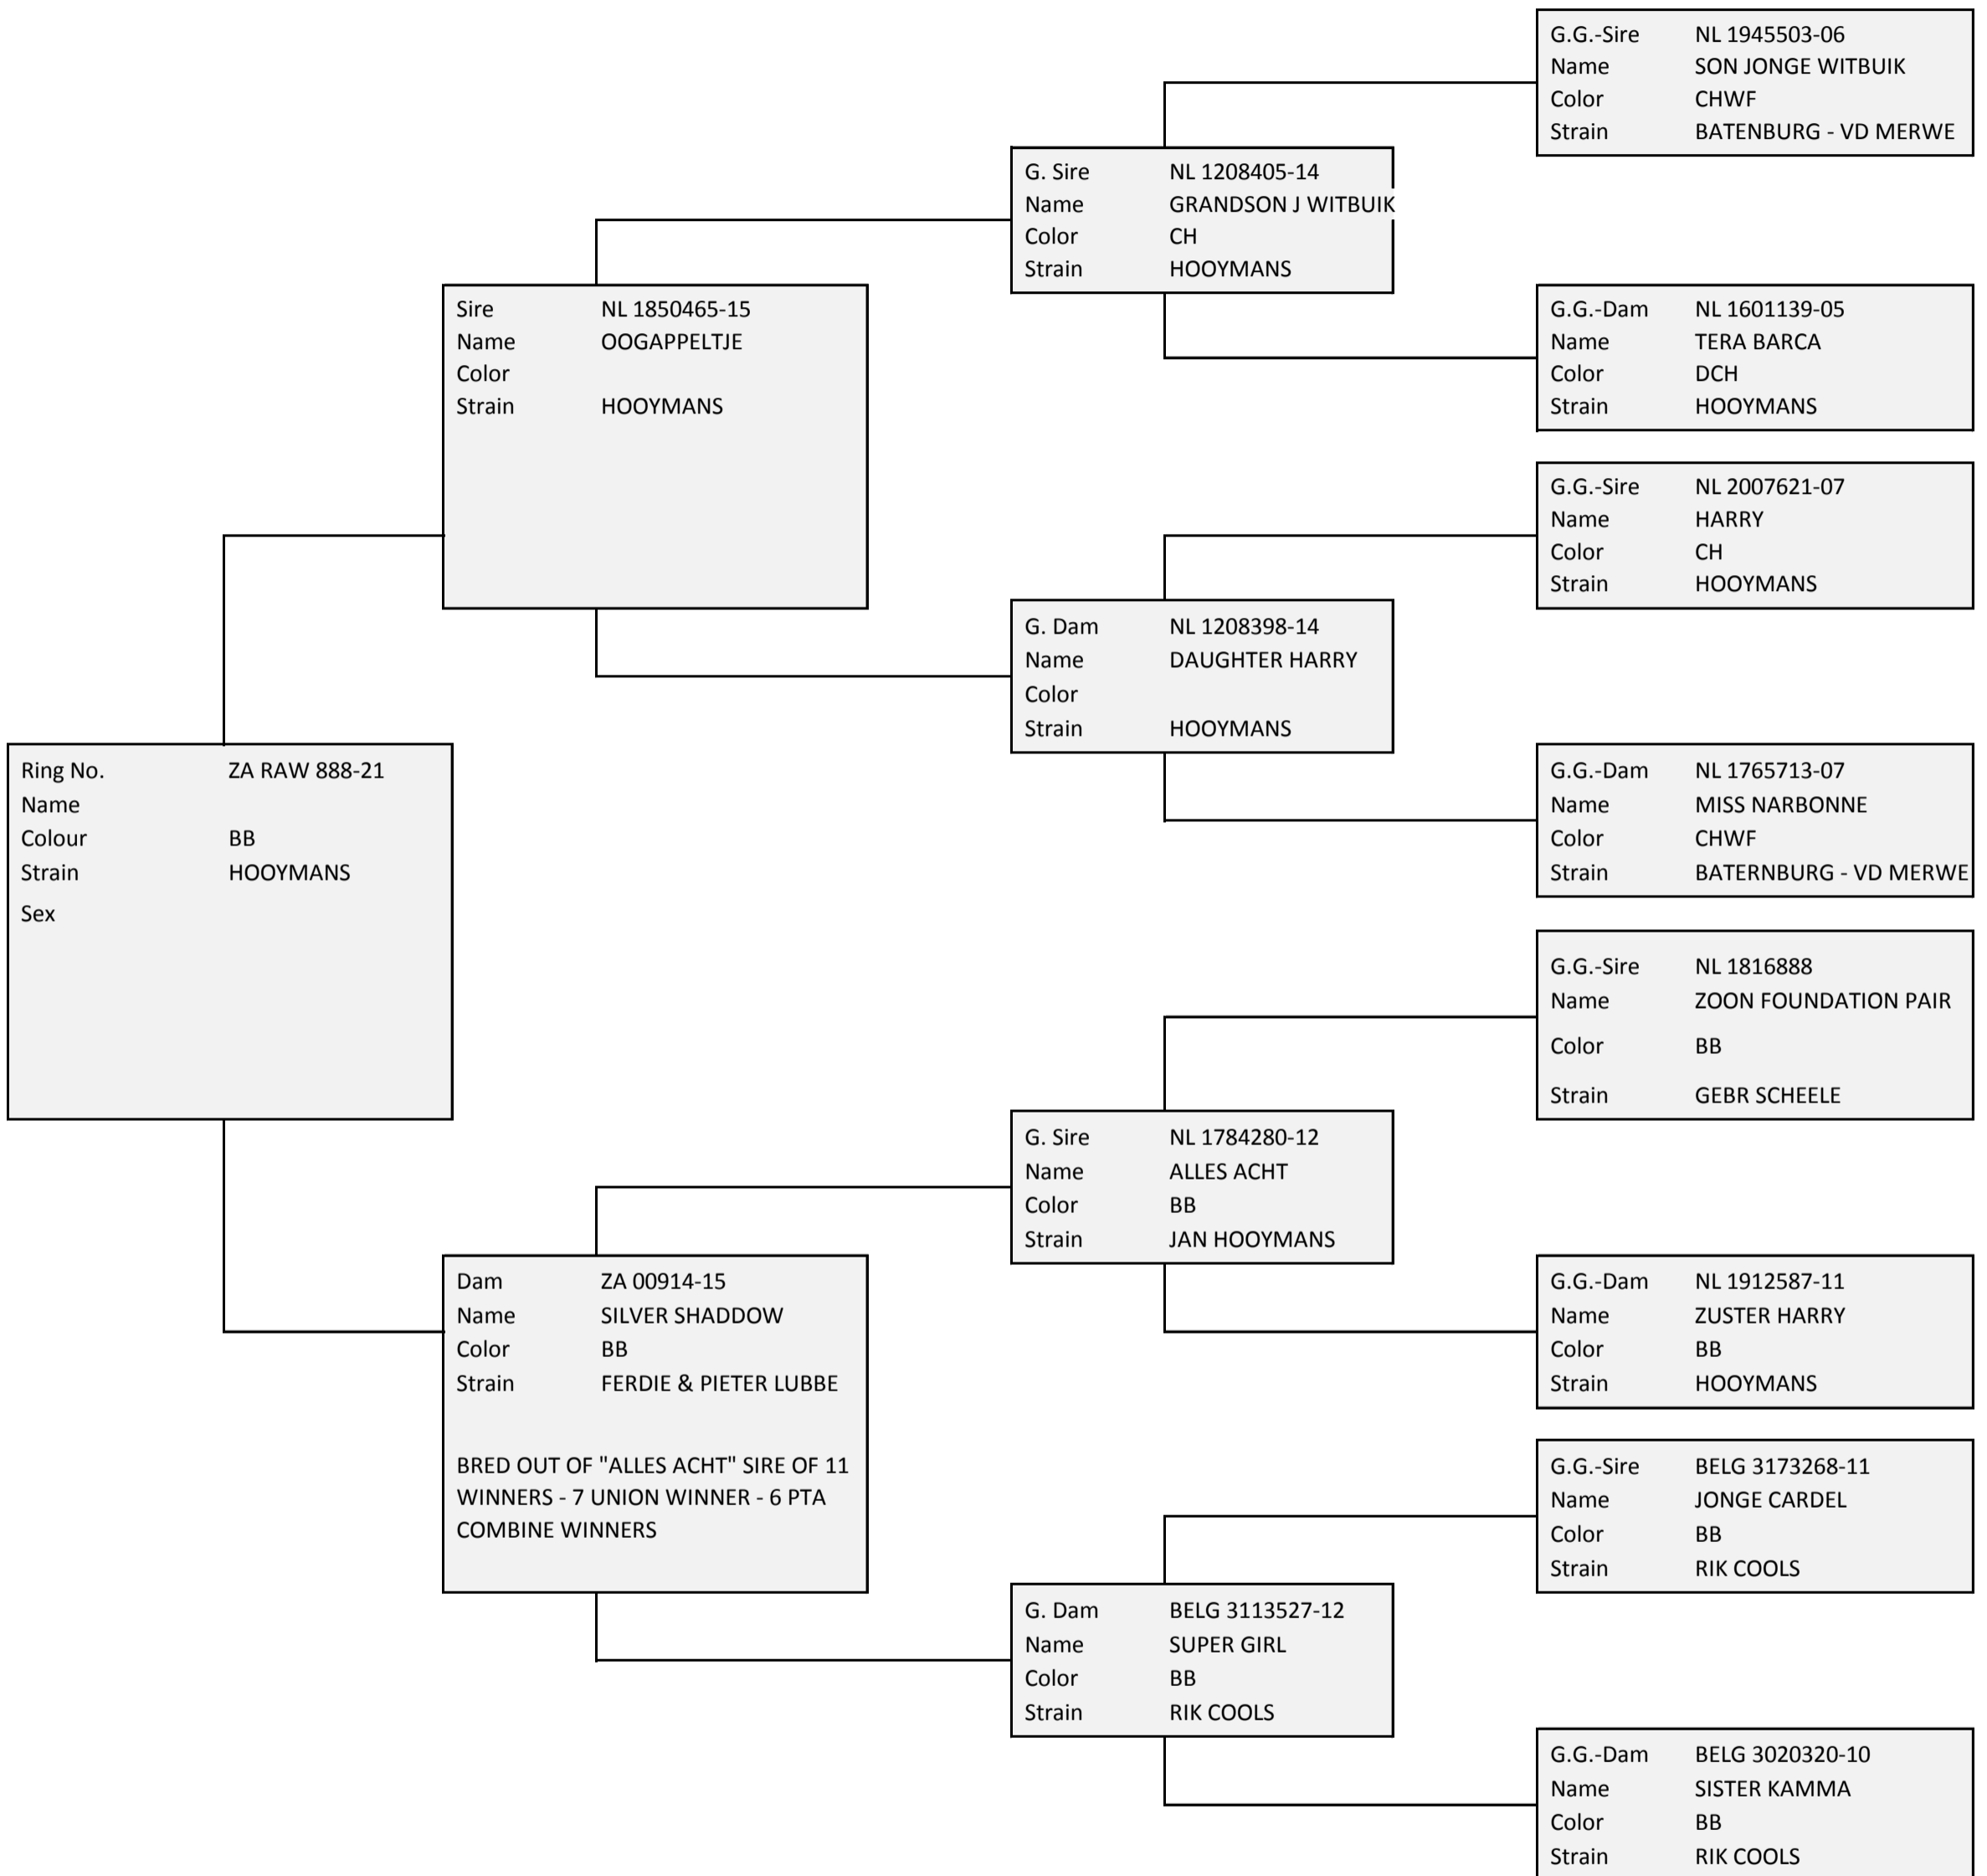 G.G.-Sire NL 1945503-06
Name SON JONGE WITBUIK
Color CHWF
Strain BATENBURG - VD MERWE
G. Sire NL 1208405-14
Name GRANDSON J WITBUIK
Color CH
Strain HOOYMANS
Sire NL 1850465-15
Name OOGAPPELTJE
Color
Strain HOOYMANS
G.G.-Dam NL 1601139-05
Name TERA BARCA
Color DCH
Strain HOOYMANS
G.G.-Sire NL 2007621-07
Name HARRY
Color CH
Strain HOOYMANS
G. Dam NL 1208398-14
Name DAUGHTER HARRY
Color
Strain HOOYMANS
Ring No. ZA RAW 888-21
Name
Colour BB
Strain HOOYMANS
Sex
G.G.-Dam NL 1765713-07
Name MISS NARBONNE
Color CHWF
Strain BATERNBURG - VD MERWE
G.G.-Sire NL 1816888
Name ZOON FOUNDATION PAIR
Color BB
Strain GEBR SCHEELE
G. Sire NL 1784280-12
Name ALLES ACHT
Color BB
Strain JAN HOOYMANS
Dam ZA 00914-15
Name SILVER SHADDOW
Color BB
Strain FERDIE & PIETER LUBBE
BRED OUT OF "ALLES ACHT" SIRE OF 11
WINNERS - 7 UNION WINNER - 6 PTA
COMBINE WINNERS
G.G.-Dam NL 1912587-11
Name ZUSTER HARRY
Color BB
Strain HOOYMANS
G.G.-Sire BELG 3173268-11
Name JONGE CARDEL
Color BB
Strain RIK COOLS
G. Dam BELG 3113527-12
Name SUPER GIRL
Color BB
Strain RIK COOLS
G.G.-Dam BELG 3020320-10
Name SISTER KAMMA
Color BB
Strain RIK COOLS